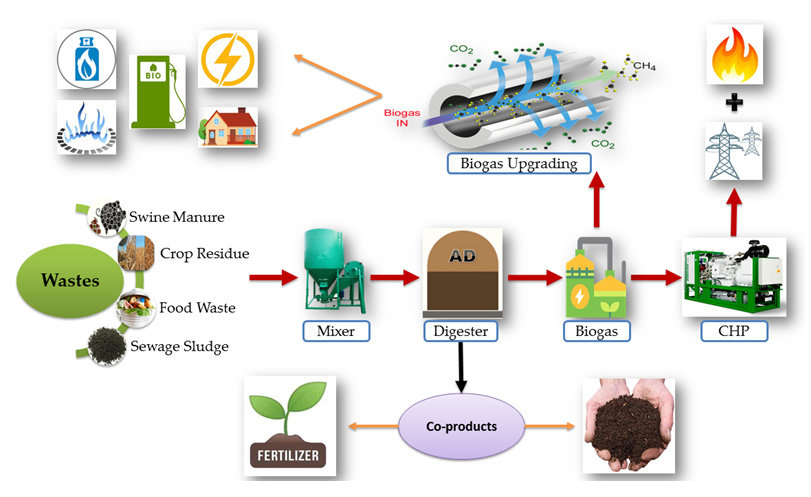 BIO
CO2
CH4
Biogas
IN
CO2
Biogas Upgrading
Swine Manure
Crop Residue
Wastes
Food Waste
Sewage Sludge
AD
Mixer
Digester
Biogas
CHP
Co-products
FERTILIZER